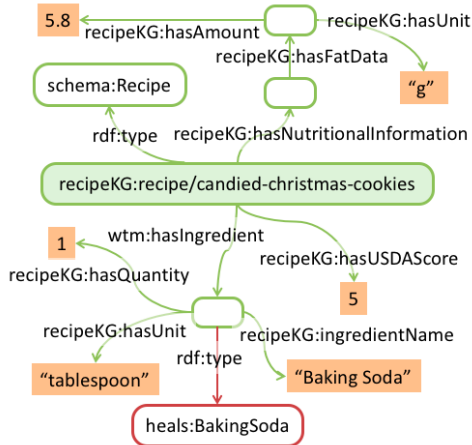 5.8
recipeKG:hasAmount
recipeKG:hasUnit
recipeKG:hasFatData
schema:Recipe
“g”
rdf:type
recipeKG:hasNutritionalInformation
recipeKG:recipe/candied-christmas-cookies
1
wtm:hasIngredient
recipeKG:hasUSDAScore
recipeKG:hasQuantity
5
recipeKG:hasUnit
recipeKG:ingredientName
rdf:type
“tablespoon”
“Baking Soda”
heals:BakingSoda